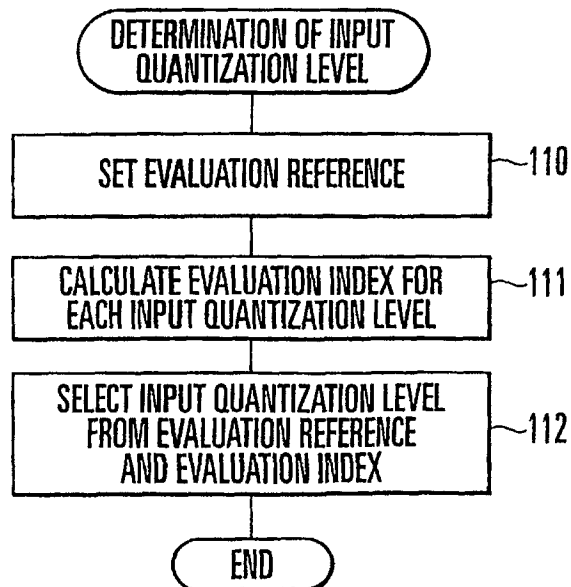 DETERMINATION OF INPUT
QUANTIZATION LEVEL
SET EVALUATION REFERENCE
110
CALCULATE EVALUATION INDEX FOR
EACH INPUT QUANTIZATION LEVEL
111
SELECT INPUT QUANTIZATION LEVEL
FROM EVALUATION REFERENCE
AND EVALUATION INDEX
112
END